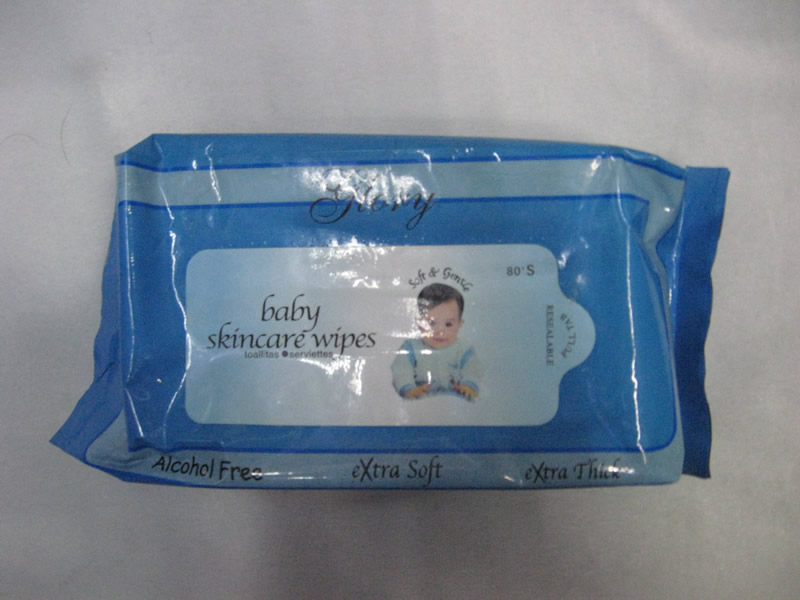 Glory
80'S
Soft & Gentle
baby
skincare wipes
toallitas serviettes
PULL TAB
RESEALABLE
Alcohol Free
eXtra Soft
eXtra Thick